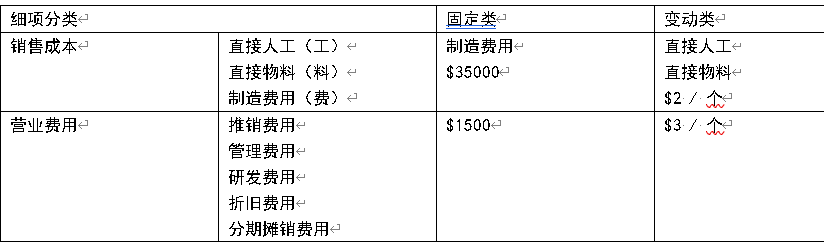 细项分类 固定类 变动类
销售成本 直接人工（工） 制造费用 直接人工
直接物料（料） $35000 直接物料
制造费用（费） $2 / 个
营业费用 推销费用 $1500 $3 / 个
管理费用
研发费用
折旧费用
分期摊销费用